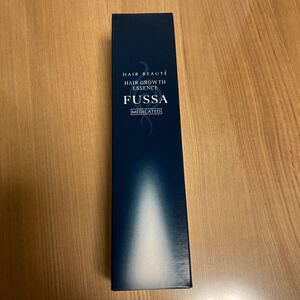 HAIR BEAUTÉ
HAIR GROWTH
ESSENCE
FUSSA
MEDICATED